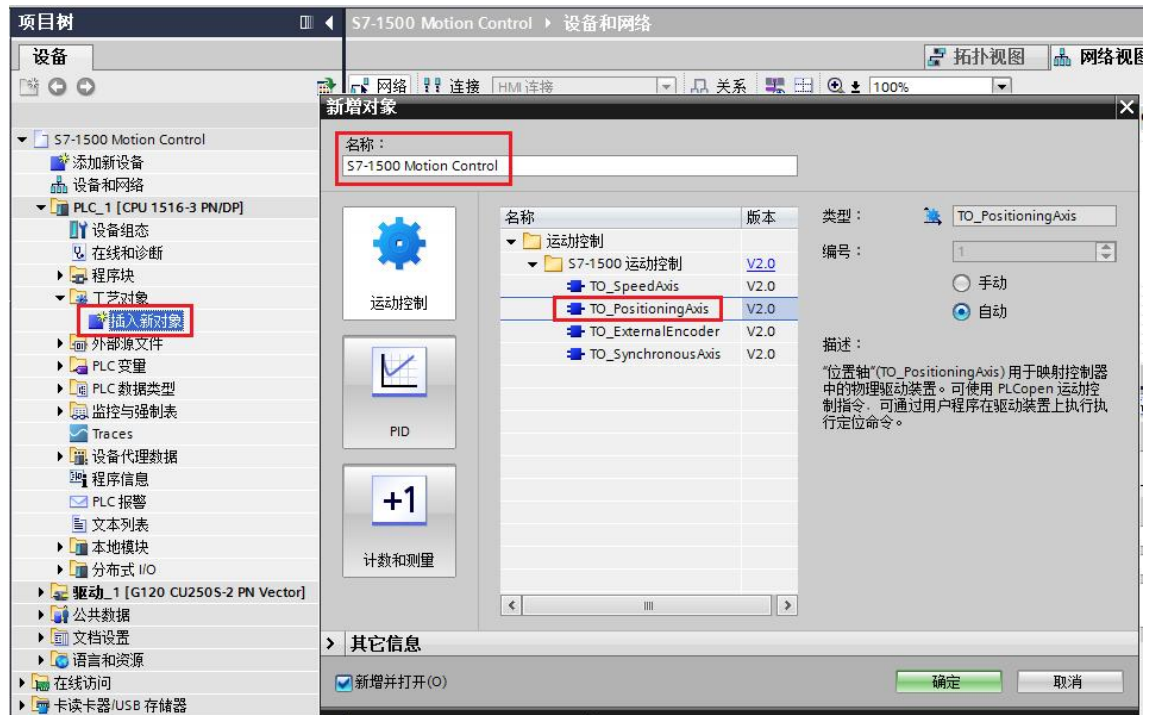 项目树
S7-1500 Motion Control ▸ 设备和网络
设备
拓扑视图
网络视图
网络
连接
HMI 连接
关系
100%
新增对象
S7-1500 Motion Control
添加新设备
设备和网络
PLC_1 [CPU 1516-3 PN/DP]
设备组态
在线和诊断
程序块
工艺对象
插入新对象
外部源文件
PLC 变量
PLC 数据类型
监控与强制表
Traces
设备代理数据
程序信息
PLC 报警
文本列表
本地模块
分布式 I/O
驱动_1 [G120 CU250S-2 PN Vector]
公共数据
文档设置
语言和资源
在线访问
卡读卡器/USB 存储器
名称：
S7-1500 Motion Control
运动控制
PID
+1
计数和测量
名称 版本
运动控制
S7-1500 运动控制 V2.0
TO_SpeedAxis V2.0
TO_PositioningAxis V2.0
TO_ExternalEncoder V2.0
TO_SynchronousAxis V2.0
类型： TO_PositioningAxis
编号： 1
手动
自动
描述：
“位置轴”(TO_PositioningAxis) 用于映射控制器
中的物理驱动装置。可使用 PLCopen 运动控
制指令，可通过用户程序在驱动装置上执行执
行定位命令。
其它信息
新增并打开(O)
确定
取消